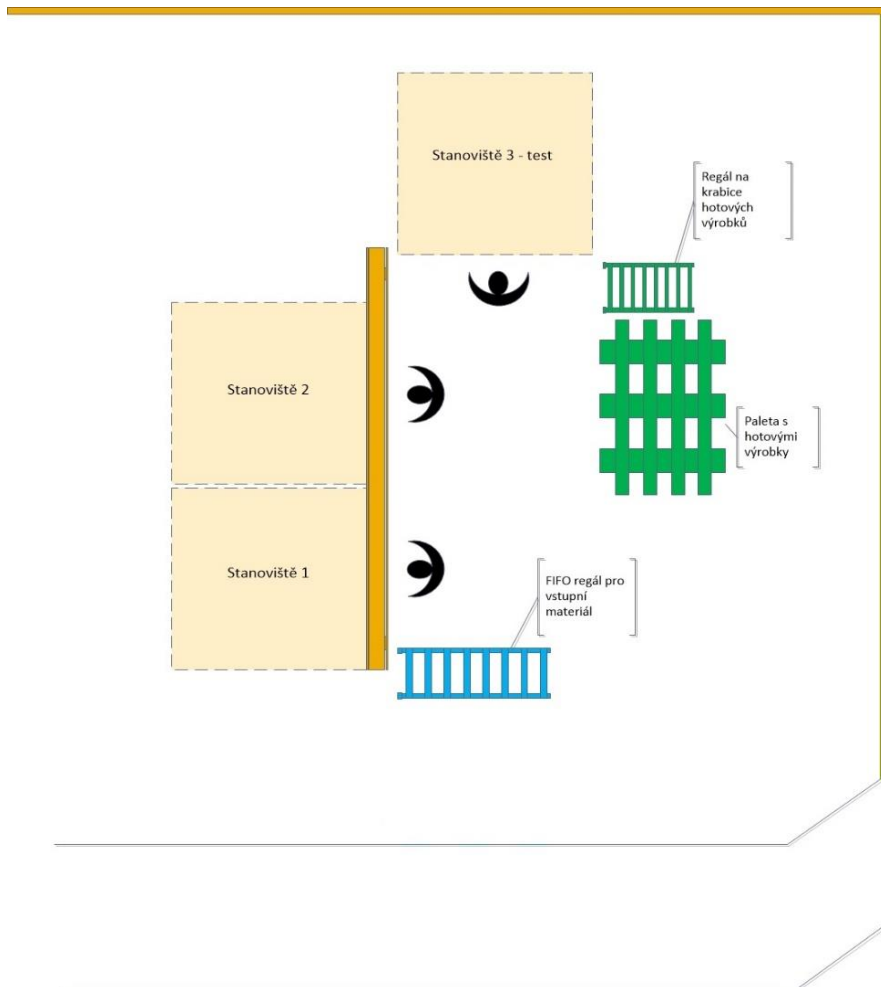 Stanoviště 3 - test
Regál na
krabice
hotových
výrobků
Stanoviště 2
Paleta s
hotovými
výrobky
Stanoviště 1
FIFO regál pro
vstupní
materiál